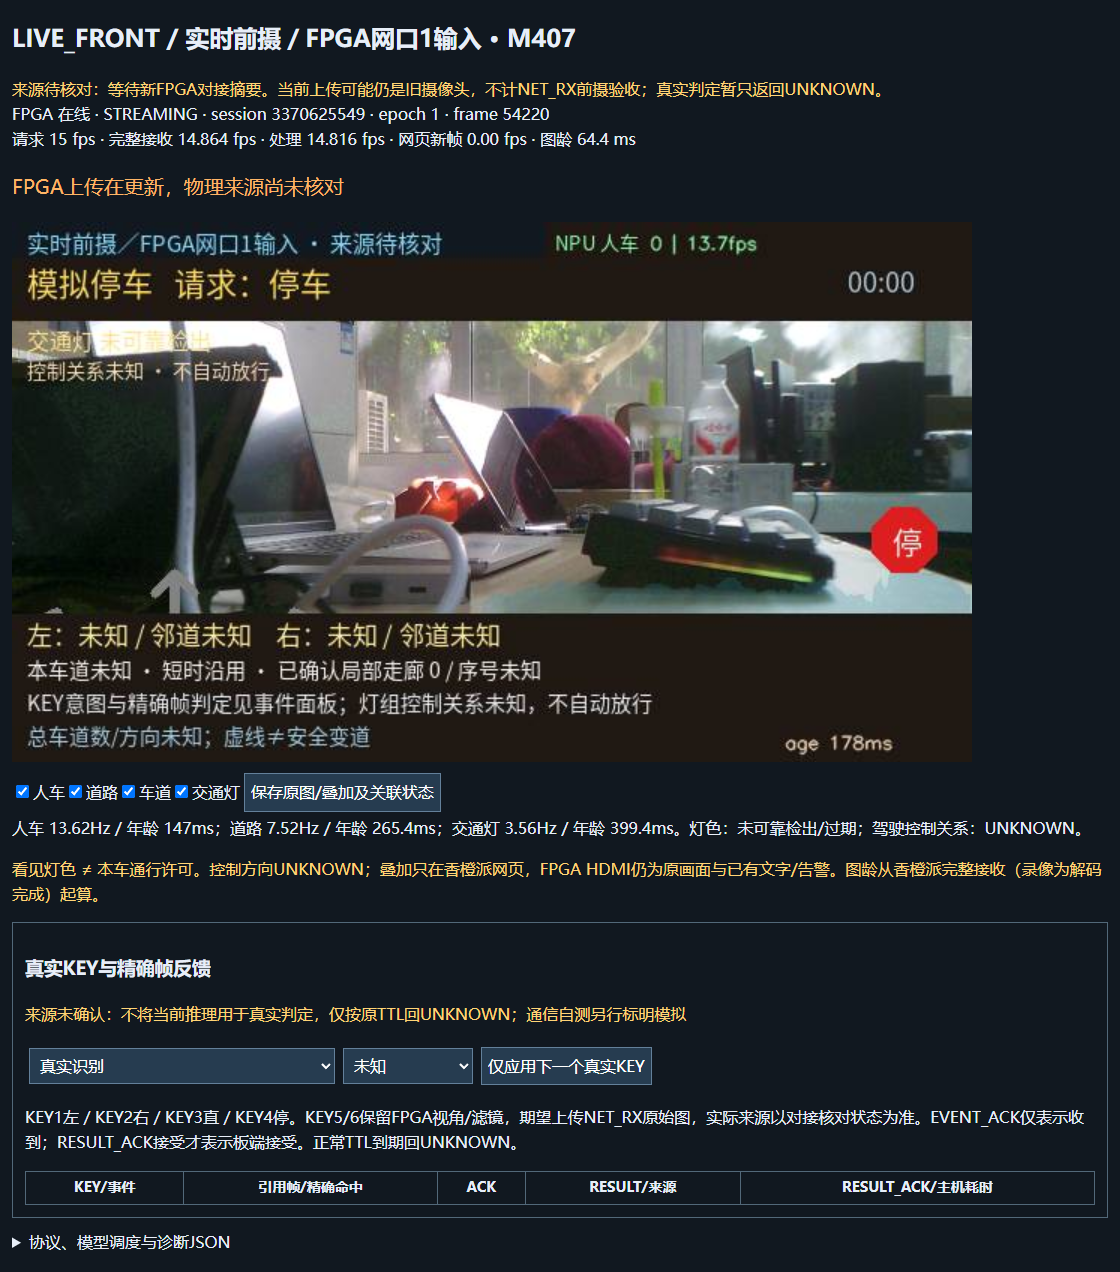 LIVE_FRONT / 实时前摄 / FPGA网口1输入 • M407
来源待核对：等待新FPGA对接摘要。当前上传可能仍是旧摄像头，不计NET_RX前摄验收；真实判定暂只返回UNKNOWN。
FPGA 在线 · STREAMING · session 3370625549 · epoch 1 · frame 54220
请求 15 fps · 完整接收 14.864 fps · 处理 14.816 fps · 网页新帧 0.00 fps · 图龄 64.4 ms
FPGA上传在更新，物理来源尚未核对
实时前摄／FPGA网口1输入 · 来源待核对
NPU 人车 0 | 13.7fps
模拟停车 请求：停车
00:00
交通灯 未可靠检出
控制关系未知 · 不自动放行
停
左：未知 / 邻道未知 右：未知 / 邻道未知
本车道未知 · 短时沿用 · 已确认局部走廊 0 / 序号未知
KEY意图与精确帧判定见事件面板；灯组控制关系未知，不自动放行
总车道数/方向未知；虚线≠安全变道
age 178ms
人车 道路 车道 交通灯 保存原图/叠加及关联状态
人车 13.62Hz / 年龄 147ms；道路 7.52Hz / 年龄 265.4ms；交通灯 3.56Hz / 年龄 399.4ms。灯色：未可靠检出/过期；驾驶控制关系：UNKNOWN。
看见灯色 ≠ 本车通行许可。控制方向UNKNOWN；叠加只在香橙派网页，FPGA HDMI仍为原画面与已有文字/告警。图龄从香橙派完整接收（录像为解码
完成）起算。
真实KEY与精确帧反馈
来源未确认：不将当前推理用于真实判定，仅按原TTL回UNKNOWN；通信自测另行标明模拟
真实识别 未知 仅应用下一个真实KEY
KEY1左 / KEY2右 / KEY3直 / KEY4停。KEY5/6保留FPGA视角/滤镜，期望上传NET_RX原始图，实际来源以对接核对状态为准。EVENT_ACK仅表示收
到；RESULT_ACK接受才表示板端接受。正常TTL到期回UNKNOWN。
KEY/事件 引用帧/精确命中 ACK RESULT/来源 RESULT_ACK/主机耗时
协议、模型调度与诊断JSON